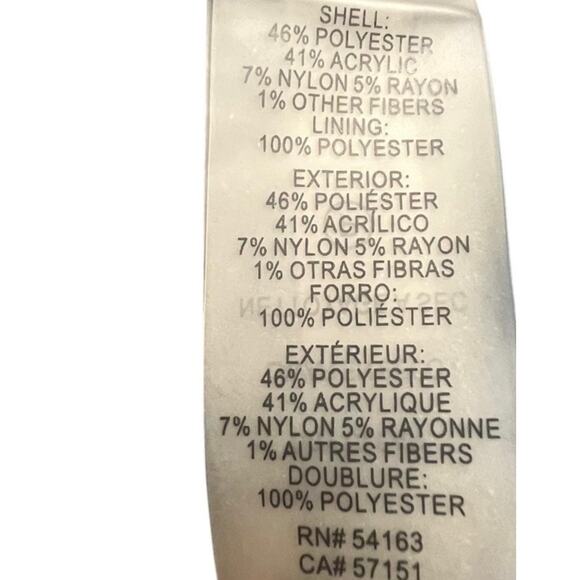 SHELL:
46% POLYESTER
41% ACRYLIC
7% NYLON 5% RAYON
1% OTHER FIBERS
LINING:
100% POLYESTER
EXTERIOR:
46% POLIÉSTER
41% ACRÍLICO
7% NYLON 5% RAYON
1% OTRAS FIBRAS
FORRO:
100% POLIÉSTER
EXTÉRIEUR:
46% POLYESTER
41% ACRYLIQUE
7% NYLON 5% RAYONNE
1% AUTRES FIBERS
DOUBLURE:
100% POLYESTER
RN# 54163
CA# 57151